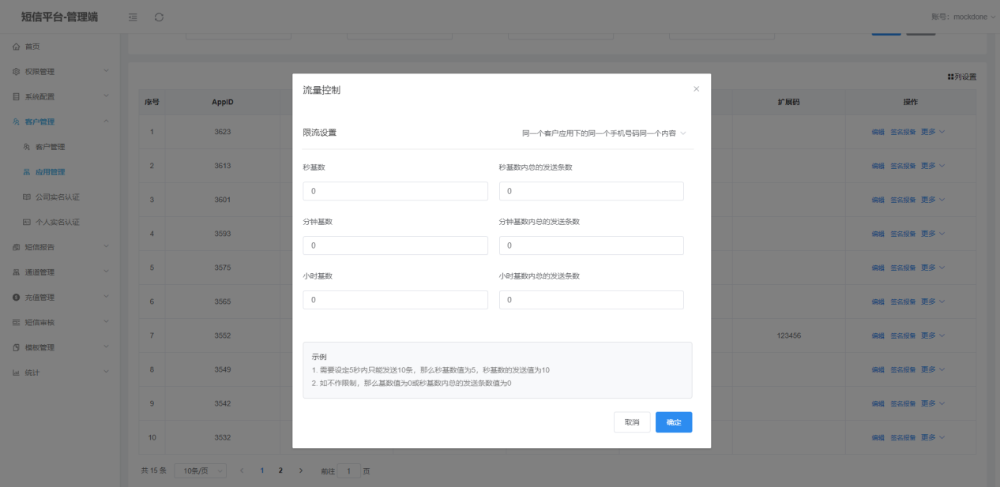 短信平台-管理端
账号：mockdone
首页
权限管理
系统配置
客户管理
客户管理
应用管理
公司实名认证
个人实名认证
短信报告
通道管理
充值管理
短信审核
模板管理
统计
列设置
序号 AppID 扩展码 操作
1 3623 编辑 签名报备 更多
2 3613 编辑 签名报备 更多
3 3601 编辑 签名报备 更多
4 3593 编辑 签名报备 更多
5 3575 编辑 签名报备 更多
6 3565 编辑 签名报备 更多
7 3552 123456 编辑 签名报备 更多
8 3549 编辑 签名报备 更多
9 3542 编辑 签名报备 更多
10 3532 编辑 签名报备 更多
共 15 条 10条/页 1 2 前往 1 页
流量控制
限流设置 同一个客户应用下的同一个手机号码同一个内容
秒基数 秒基数内总的发送条数
0 0
分钟基数 分钟基数内总的发送条数
0 0
小时基数 小时基数内总的发送条数
0 0
示例
1. 需要设定5秒内只能发送10条，那么秒基数值为5，秒基数的发送值为10
2. 如不作限制，那么基数值为0或秒基数内总的发送条数值为0
取消 确定